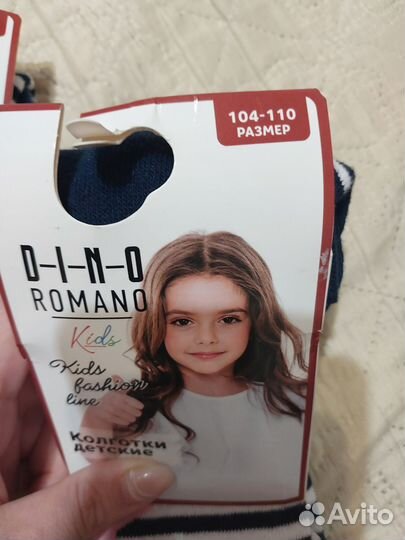 104-110
РАЗМЕР
D-I-N-O
ROMANO
Kids
Kids
fashion
line
Колготки
детские
Avito